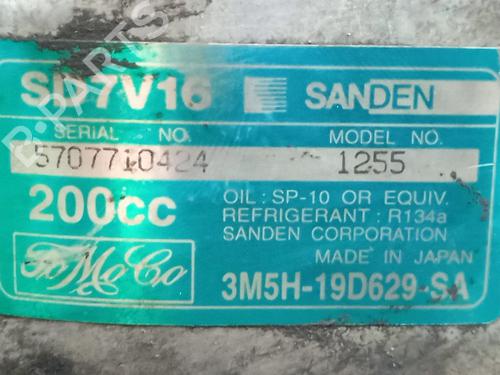 SD7V16 SANDEN
SERIAL NO. MODEL NO.
5707710424 1255
200cc
OIL : SP-10 OR EQUIV.
REFRIGERANT : R134a
SANDEN CORPORATION
MADE IN JAPAN
FoMoCo
3M5H-19D629-SA
B-PARTS